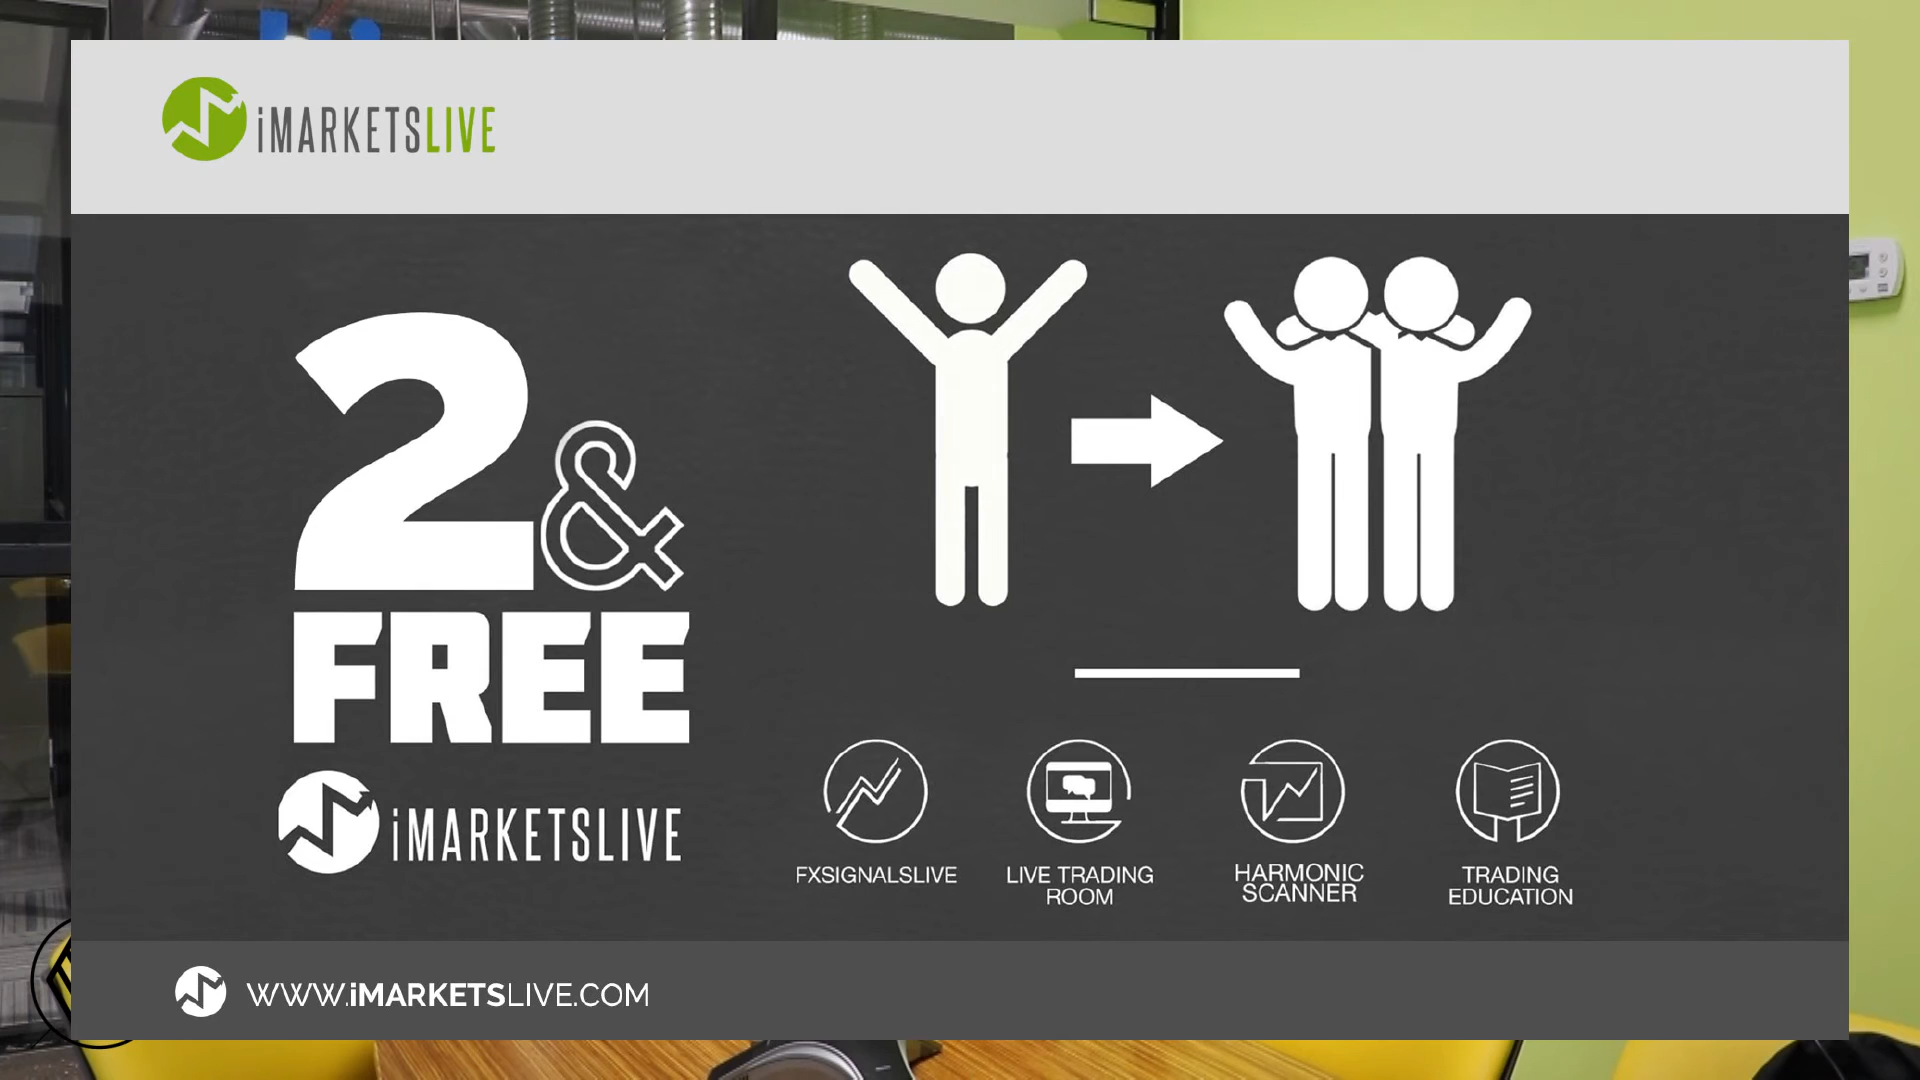 iMARKETSLIVE
2&
FREE
iMARKETSLIVE
FXSIGNALSLIVE
LIVE TRADING
ROOM
HARMONIC
SCANNER
TRADING
EDUCATION
WWW.iMARKETSLIVE.COM